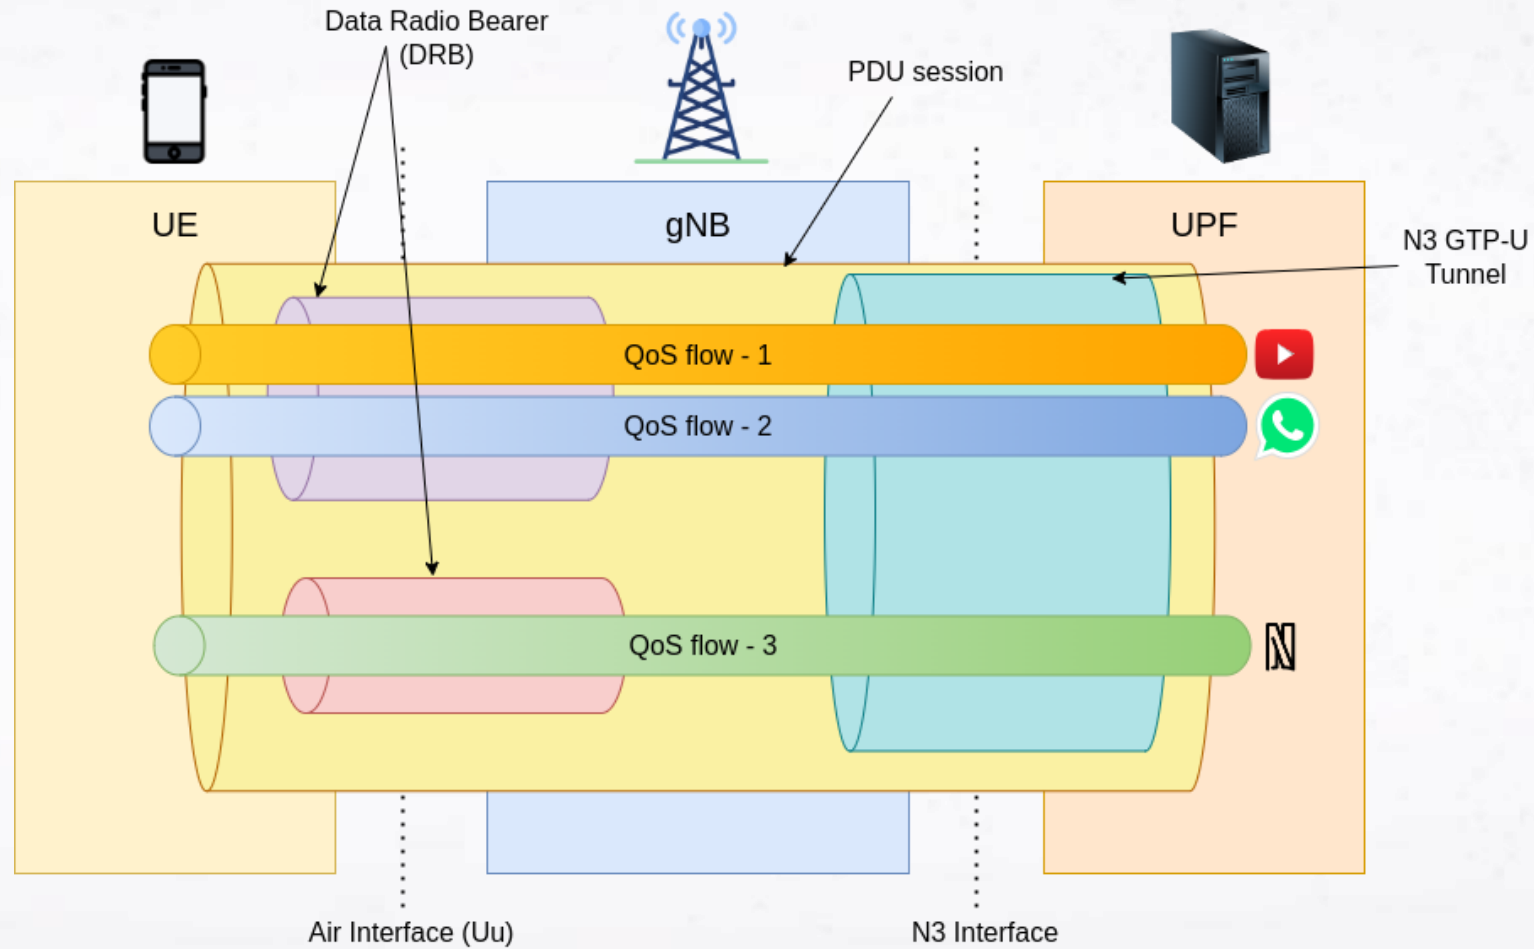 Data Radio Bearer
(DRB)
PDU session
UE
gNB
UPF
N3 GTP-U
Tunnel
QoS flow - 1
QoS flow - 2
QoS flow - 3
Air Interface (Uu)
N3 Interface